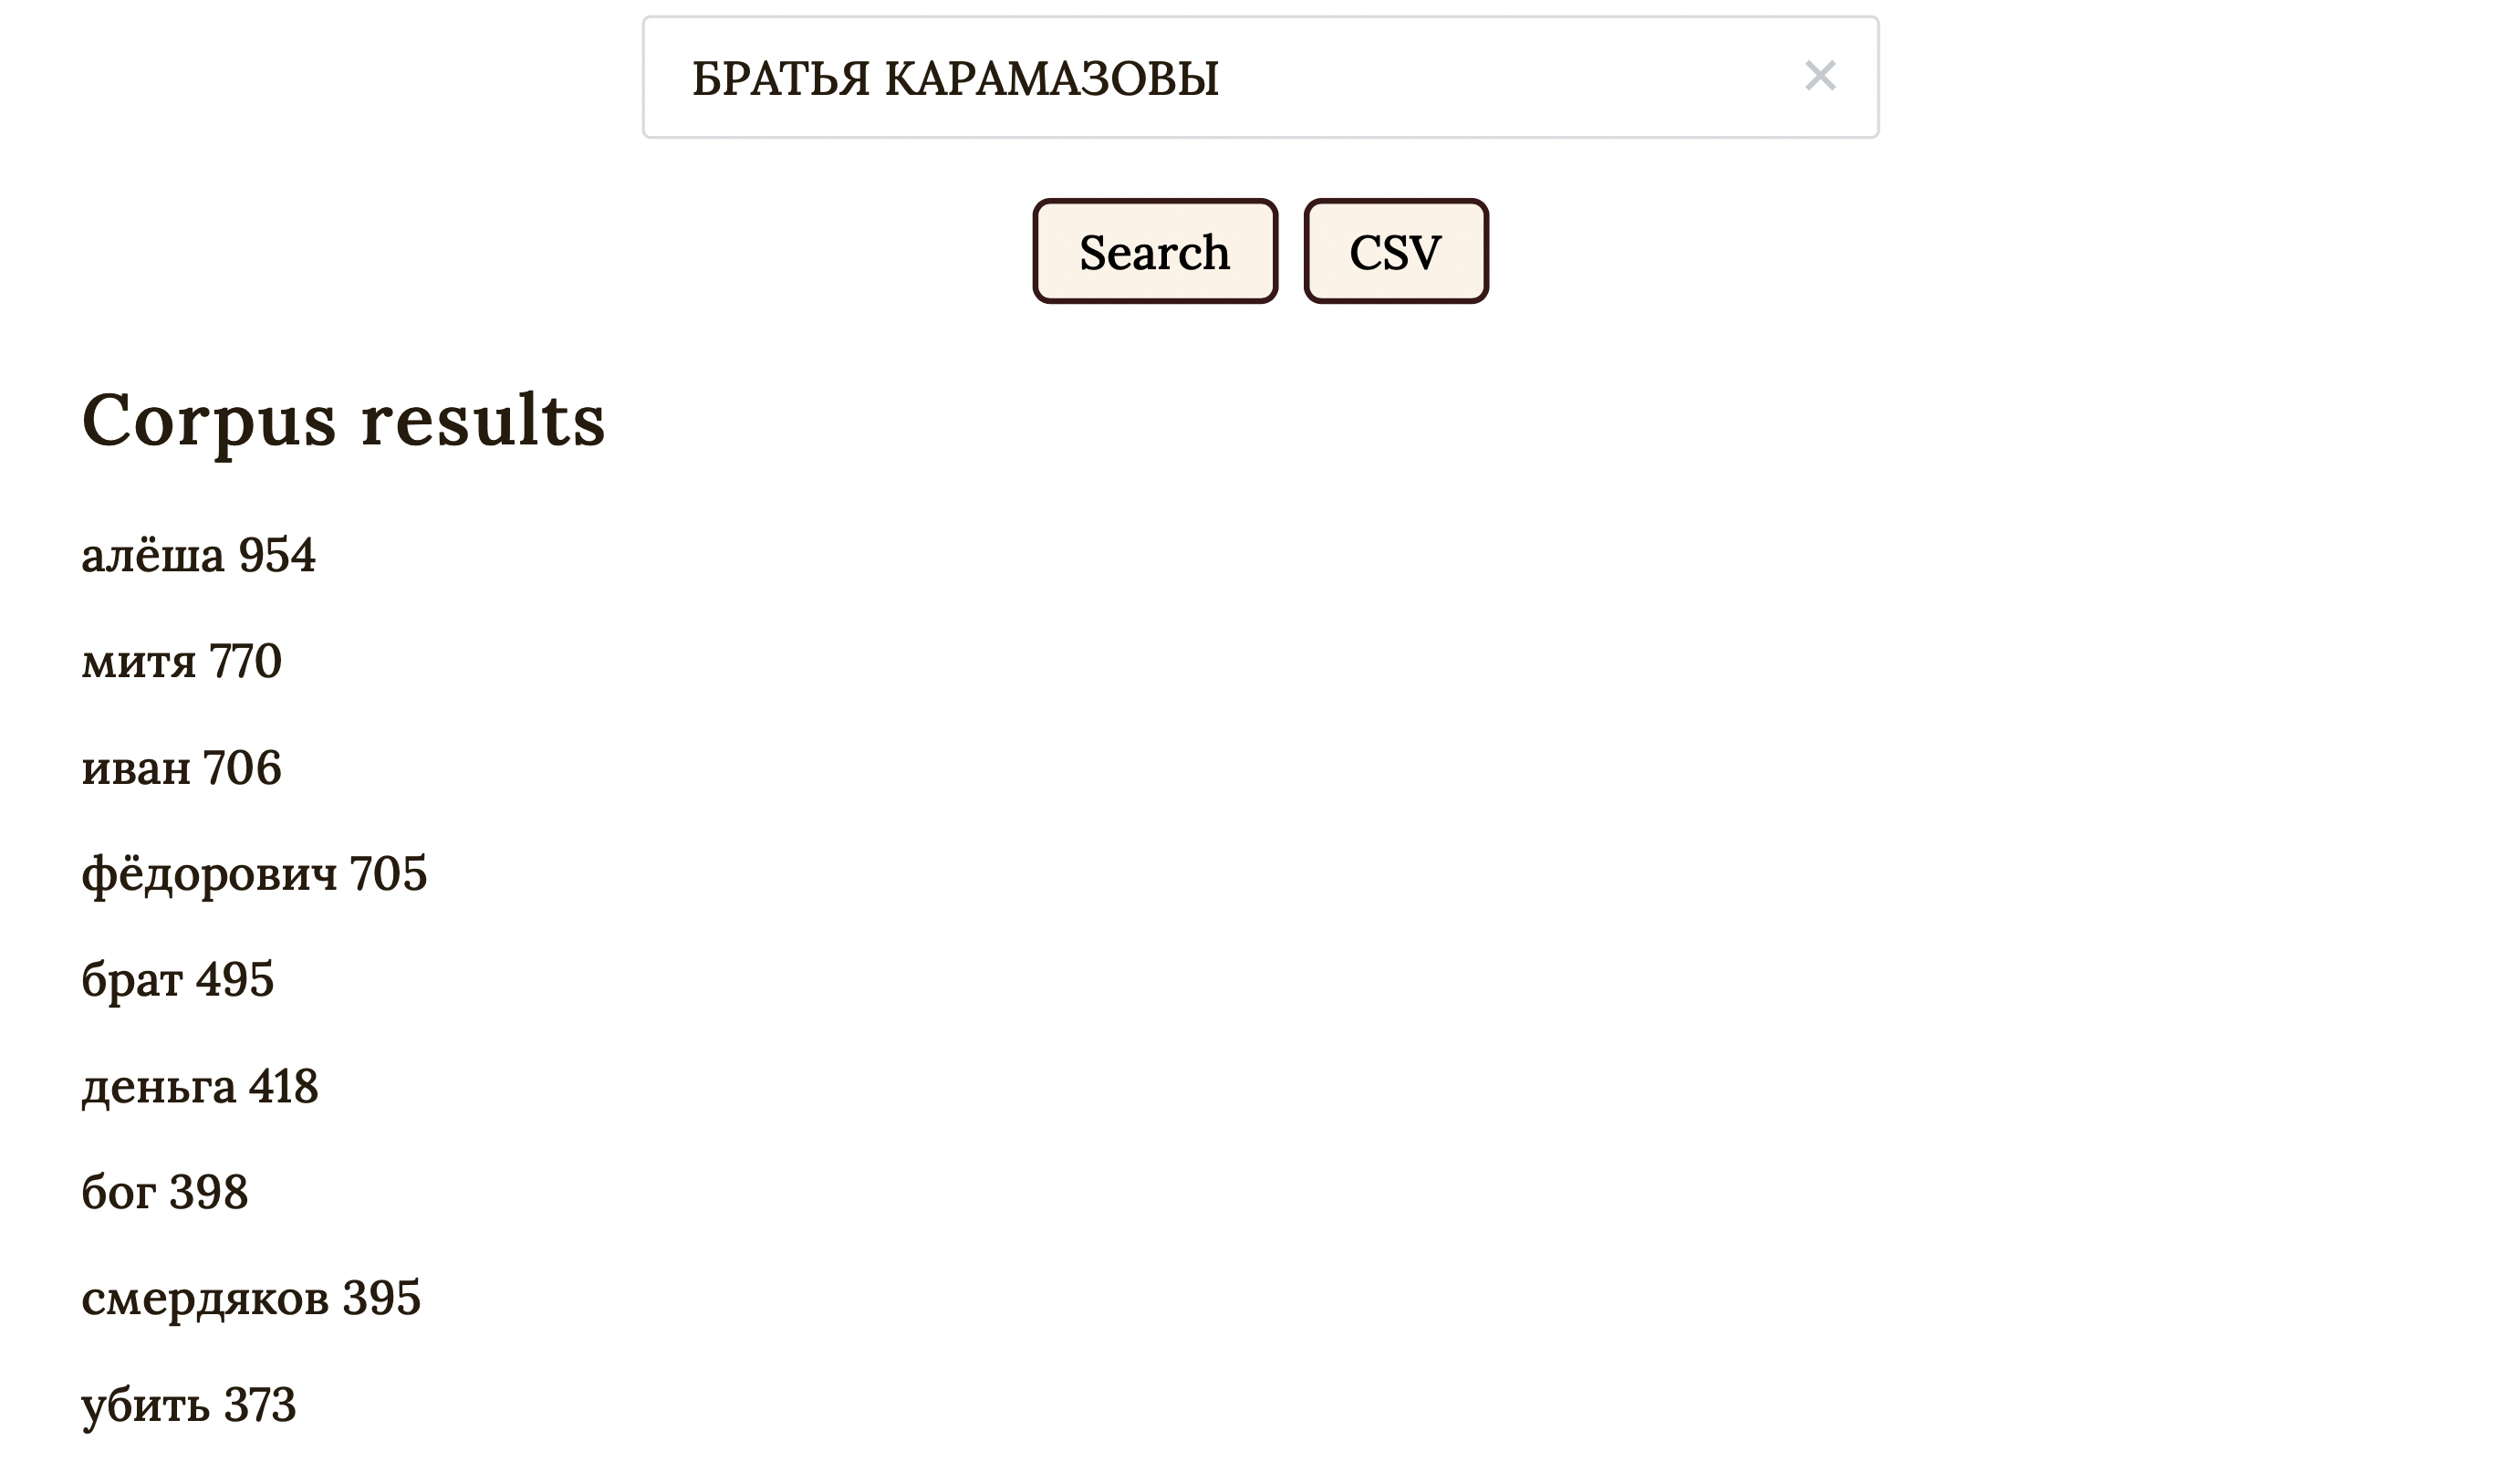 БРАТЬЯ КАРАМАЗОВЫ
Search CSV
Corpus results
алёша 954
митя 770
иван 706
фёдорович 705
брат 495
деньга 418
бог 398
смердяков 395
убить 373